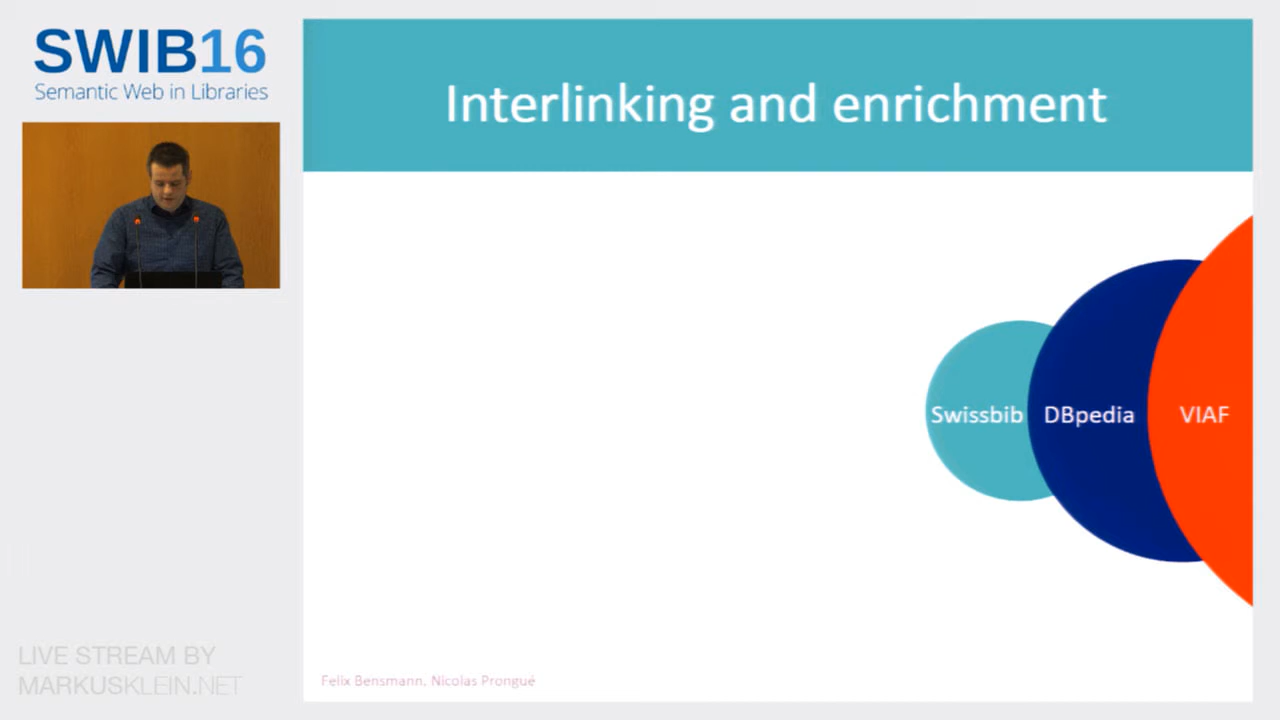 SWIB16
Semantic Web in Libraries
Interlinking and enrichment
Swissbib
DBpedia
VIAF
Felix Bensmann, Nicolas Prongué
LIVE STREAM BY
MARKUSKLEIN.NET